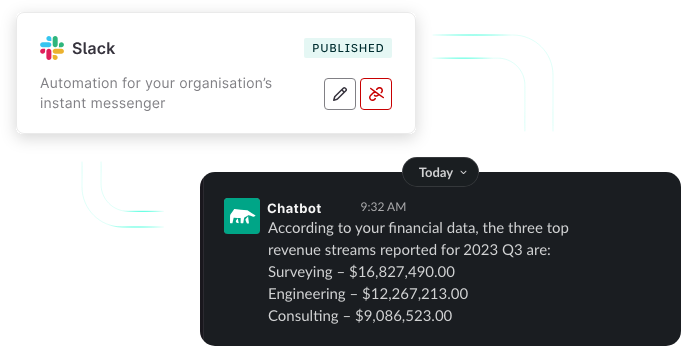 Slack
PUBLISHED
Automation for your organisation’s
instant messenger
Today
Chatbot 9:32 AM
According to your financial data, the three top
revenue streams reported for 2023 Q3 are:
Surveying – $16,827,490.00
Engineering – $12,267,213.00
Consulting – $9,086,523.00